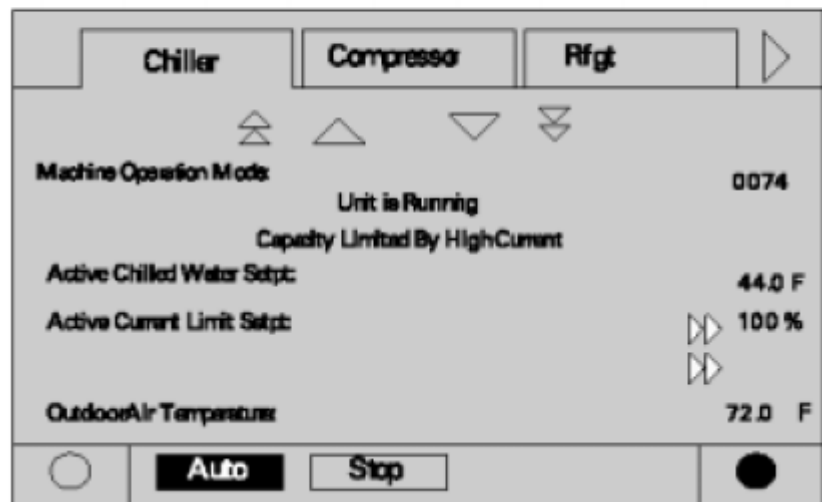 Chiller Compressor Rfgt
Machine Operation Mode: 0074
Unit is Running
Capacity Limited By High Current
Active Chilled Water Setpt: 44.0 F
Active Current Limit Setpt: 100 %
Outdoor Air Temperature: 72.0 F
Auto Stop